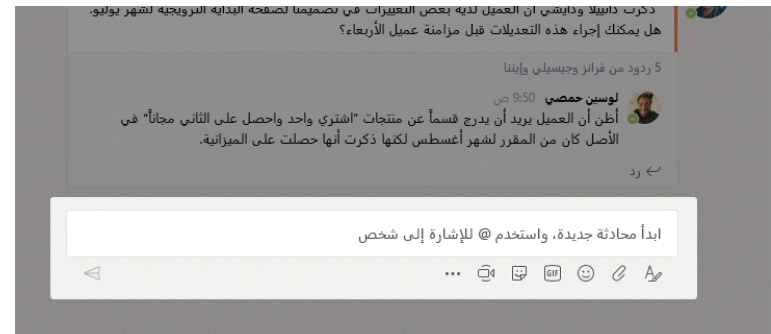 ذكرت دانييلا ودايشي أن العميل لديه بعض التغييرات في تصميمنا لصفحة البداية الترويجية لشهر يوليو.
هل يمكنك إجراء هذه التعديلات قبل مزامنة عميل الأربعاء؟
5 ردود من فرانز وجيسيلي وإيننا
لوسين حمصي 9:50 ص
أظن أن العميل يريد أن يدرج قسماً عن منتجات "اشتري واحد واحصل على الثاني مجاناً" في
الأصل كان من المقرر لشهر أغسطس لكنها ذكرت أنها حصلت على الميزانية.
رد
ابدأ محادثة جديدة، واستخدم @ للإشارة إلى شخص
GIF